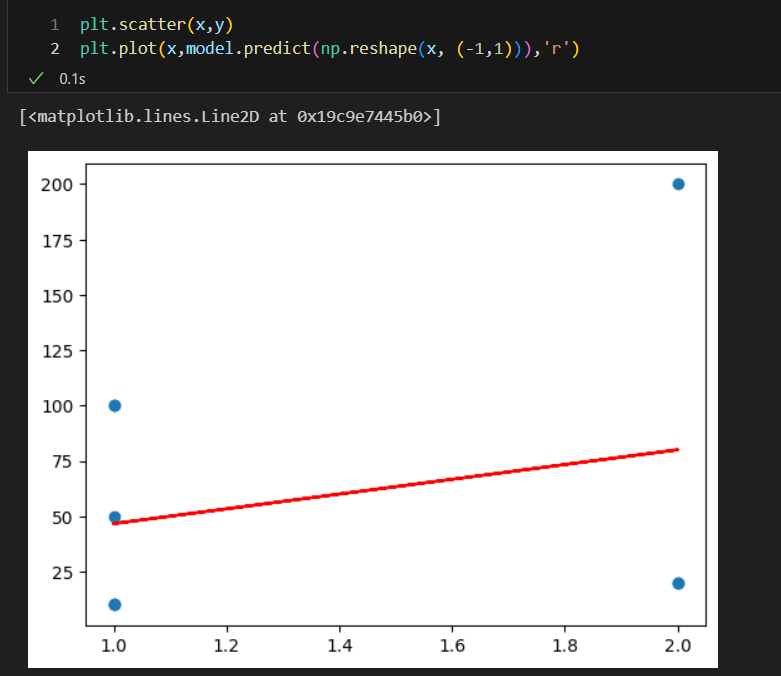 1 plt.scatter(x,y)
2 plt.plot(x,model.predict(np.reshape(x, (-1,1))),'r')
0.1s
[<matplotlib.lines.Line2D at 0x19c9e7445b0>]
200
175
150
125
100
75
50
25
1.0 1.2 1.4 1.6 1.8 2.0